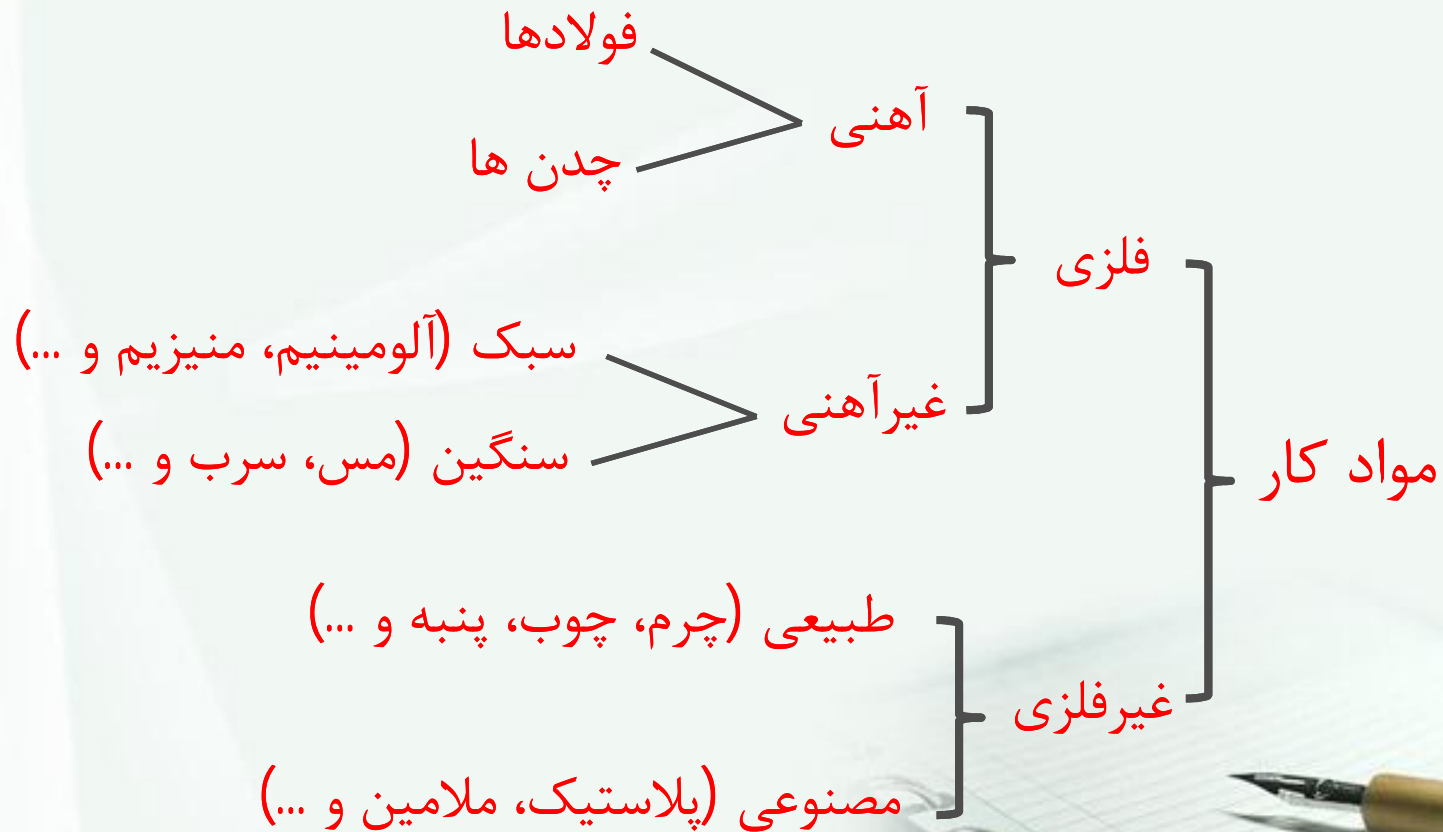 فولادها
آهنی
چدن ها
فلزی
سبک (آلومینیم، منیزیم و ...)
غیرآهنی
سنگین (مس، سرب و ...)
مواد کار
طبیعی (چرم، چوب، پنبه و ...)
غیرفلزی
مصنوعی (پلاستیک، ملامین و ...)